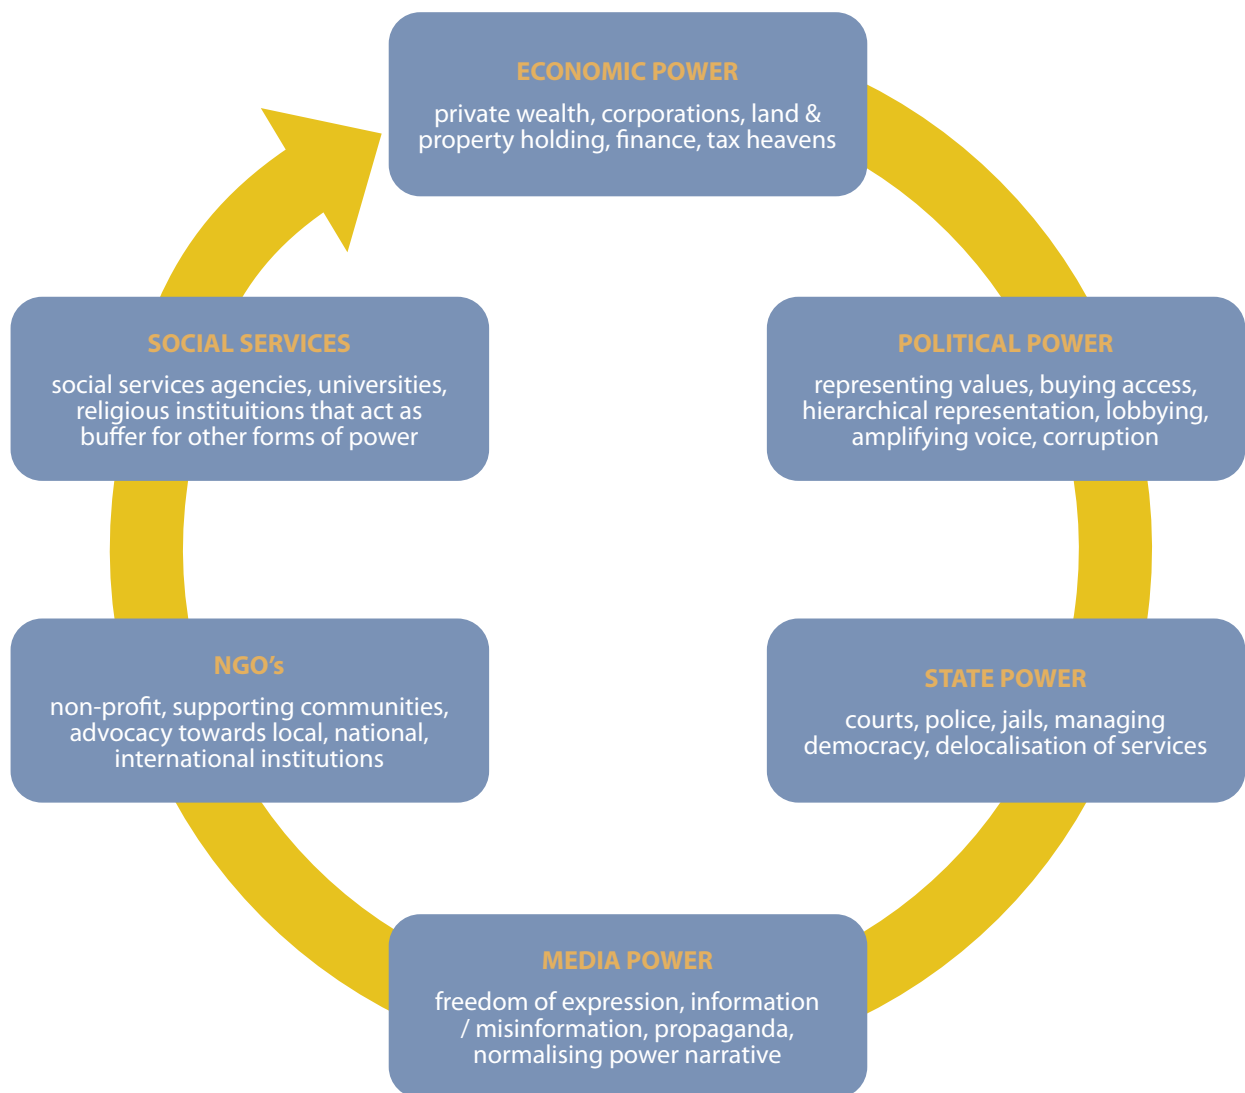 ECONOMIC POWER
private wealth, corporations, land &
property holding, finance, tax heavens
POLITICAL POWER
representing values, buying access,
hierarchical representation, lobbying,
amplifying voice, corruption
STATE POWER
courts, police, jails, managing
democracy, delocalisation of services
MEDIA POWER
freedom of expression, information
/ misinformation, propaganda,
normalising power narrative
NGO’s
non-profit, supporting communities,
advocacy towards local, national,
international institutions
SOCIAL SERVICES
social services agencies, universities,
religious instituitions that act as
buffer for other forms of power